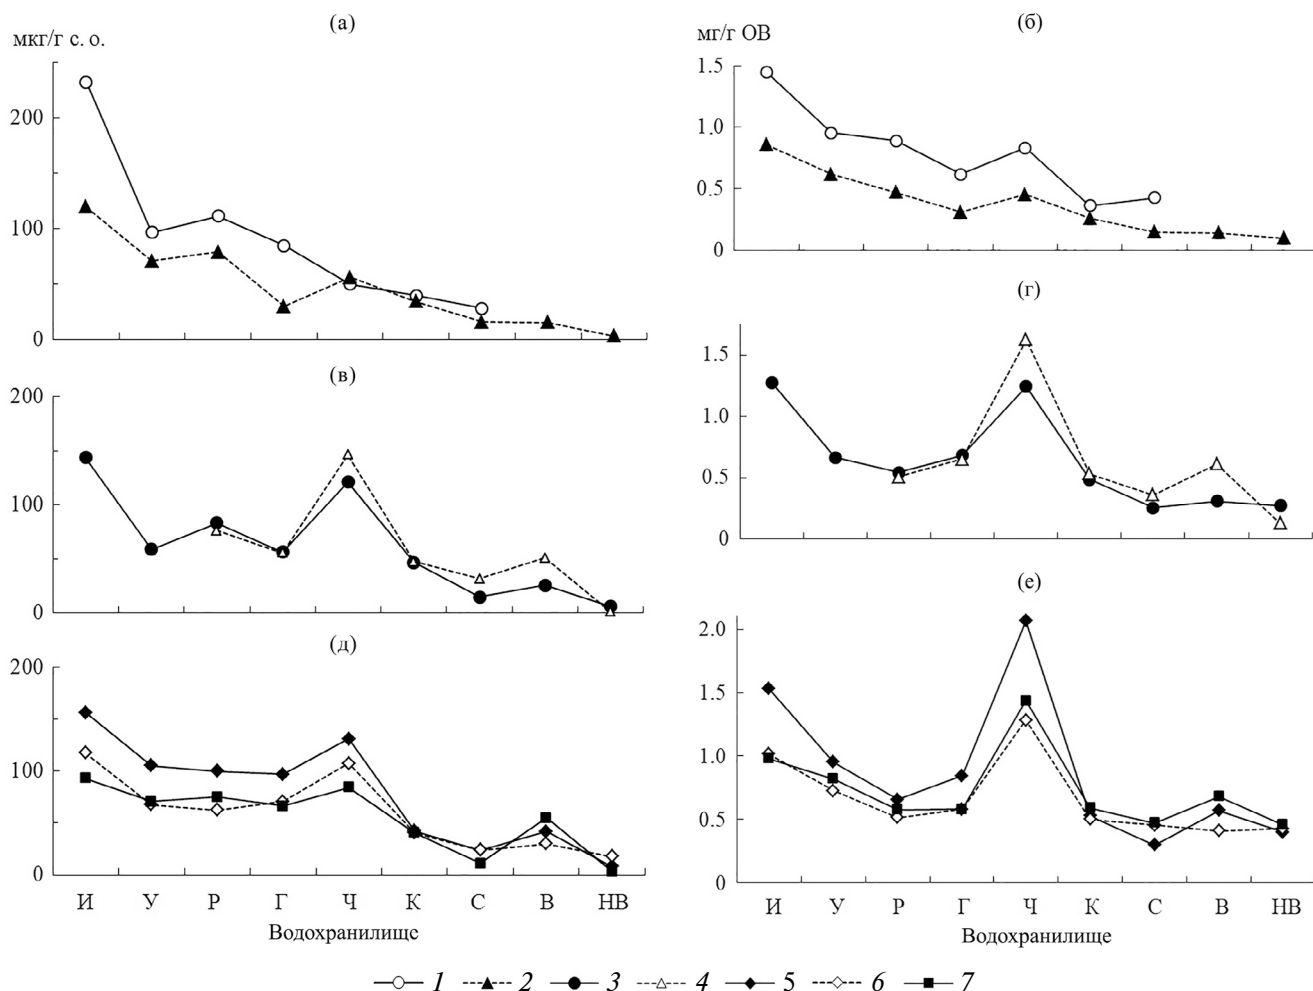 (а)
мкг/г с. о.
200
100
0
(б)
мг/г ОВ
1.5
1.0
0.5
0
(в)
200
100
0
(г)
1.5
1.0
0.5
0
(д)
200
100
0
И У Р Г Ч К С В НВ
Водохранилище
(е)
2.0
1.5
1.0
0.5
0
И У Р Г Ч К С В НВ
Водохранилище
1 2 3 4 5 6 7